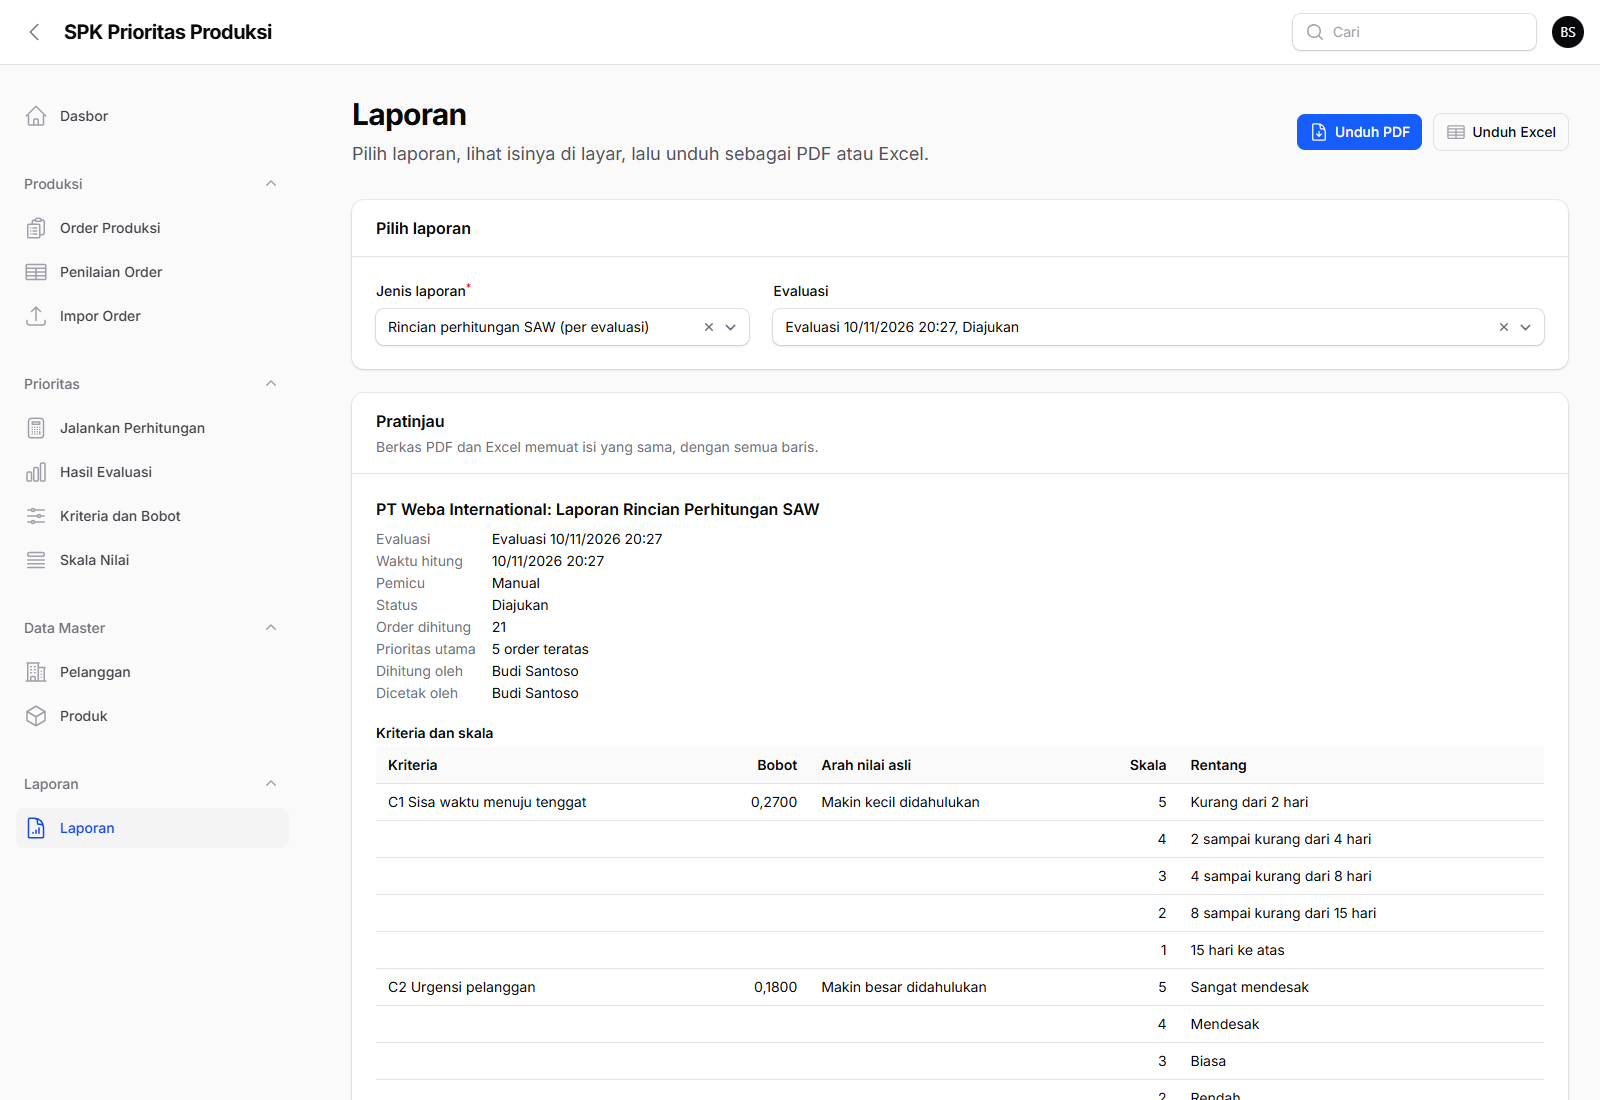 SPK Prioritas Produksi
Cari
BS
Dasbor
Produksi
Order Produksi
Penilaian Order
Impor Order
Prioritas
Jalankan Perhitungan
Hasil Evaluasi
Kriteria dan Bobot
Skala Nilai
Data Master
Pelanggan
Produk
Laporan
Laporan
Laporan
Pilih laporan, lihat isinya di layar, lalu unduh sebagai PDF atau Excel.
Unduh PDF
Unduh Excel
Pilih laporan
Jenis laporan*
Evaluasi
Rincian perhitungan SAW (per evaluasi)
Evaluasi 10/11/2026 20:27, Diajukan
Pratinjau
Berkas PDF dan Excel memuat isi yang sama, dengan semua baris.
PT Weba International: Laporan Rincian Perhitungan SAW
Evaluasi Evaluasi 10/11/2026 20:27
Waktu hitung 10/11/2026 20:27
Pemicu Manual
Status Diajukan
Order dihitung 21
Prioritas utama 5 order teratas
Dihitung oleh Budi Santoso
Dicetak oleh Budi Santoso
Kriteria dan skala
Kriteria Bobot Arah nilai asli Skala Rentang
C1 Sisa waktu menuju tenggat 0,2700 Makin kecil didahulukan 5 Kurang dari 2 hari
4 2 sampai kurang dari 4 hari
3 4 sampai kurang dari 8 hari
2 8 sampai kurang dari 15 hari
1 15 hari ke atas
C2 Urgensi pelanggan 0,1800 Makin besar didahulukan 5 Sangat mendesak
4 Mendesak
3 Biasa
2 Rendah